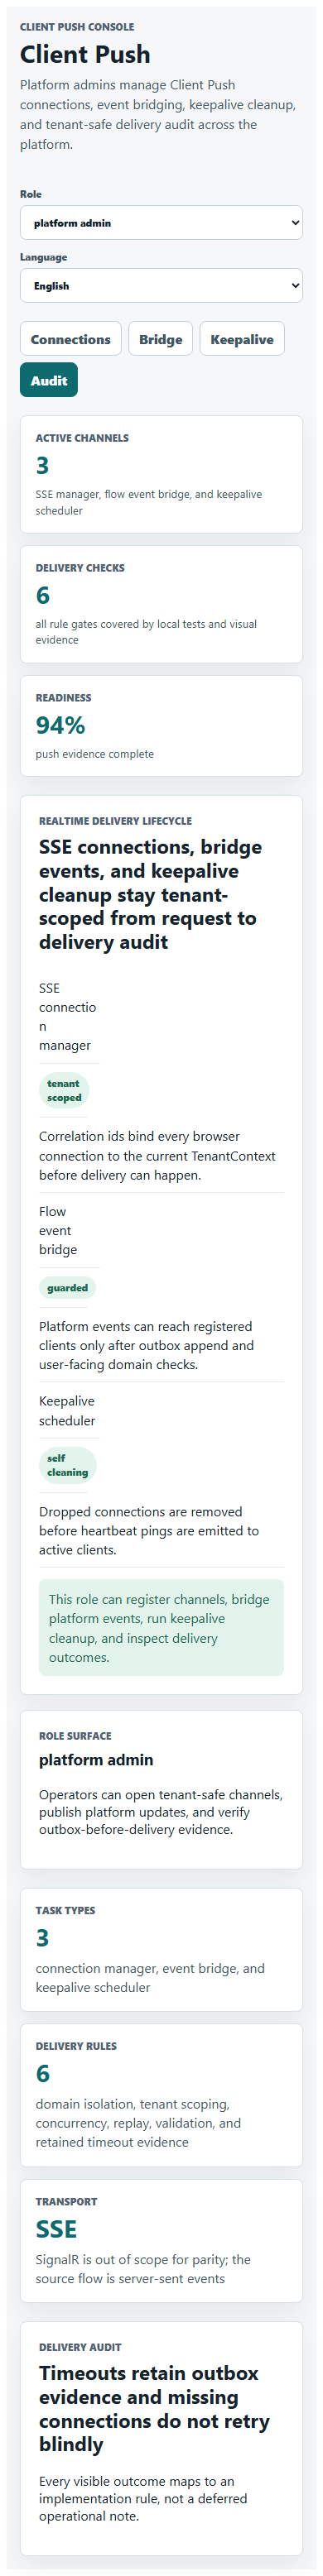 CLIENT PUSH CONSOLE
Client Push
Platform admins manage Client Push
connections, event bridging, keepalive cleanup,
and tenant-safe delivery audit across the
platform.
Role
platform admin
Language
English
Connections Bridge Keepalive
Audit
ACTIVE CHANNELS
3
SSE manager, flow event bridge, and keepalive
scheduler
DELIVERY CHECKS
6
all rule gates covered by local tests and visual
evidence
READINESS
94%
push evidence complete
REALTIME DELIVERY LIFECYCLE
SSE connections, bridge
events, and keepalive
cleanup stay tenant-
scoped from request to
delivery audit
SSE
connectio
n
manager
tenant
scoped
Correlation ids bind every browser
connection to the current TenantContext
before delivery can happen.
Flow
event
bridge
guarded
Platform events can reach registered
clients only after outbox append and
user-facing domain checks.
Keepalive
scheduler
self
cleaning
Dropped connections are removed
before heartbeat pings are emitted to
active clients.
This role can register channels, bridge
platform events, run keepalive
cleanup, and inspect delivery
outcomes.
ROLE SURFACE
platform admin
Operators can open tenant-safe channels,
publish platform updates, and verify
outbox-before-delivery evidence.
TASK TYPES
3
connection manager, event bridge, and
keepalive scheduler
DELIVERY RULES
6
domain isolation, tenant scoping,
concurrency, replay, validation, and
retained timeout evidence
TRANSPORT
SSE
SignalR is out of scope for parity; the
source flow is server-sent events
DELIVERY AUDIT
Timeouts retain outbox
evidence and missing
connections do not retry
blindly
Every visible outcome maps to an
implementation rule, not a deferred
operational note.